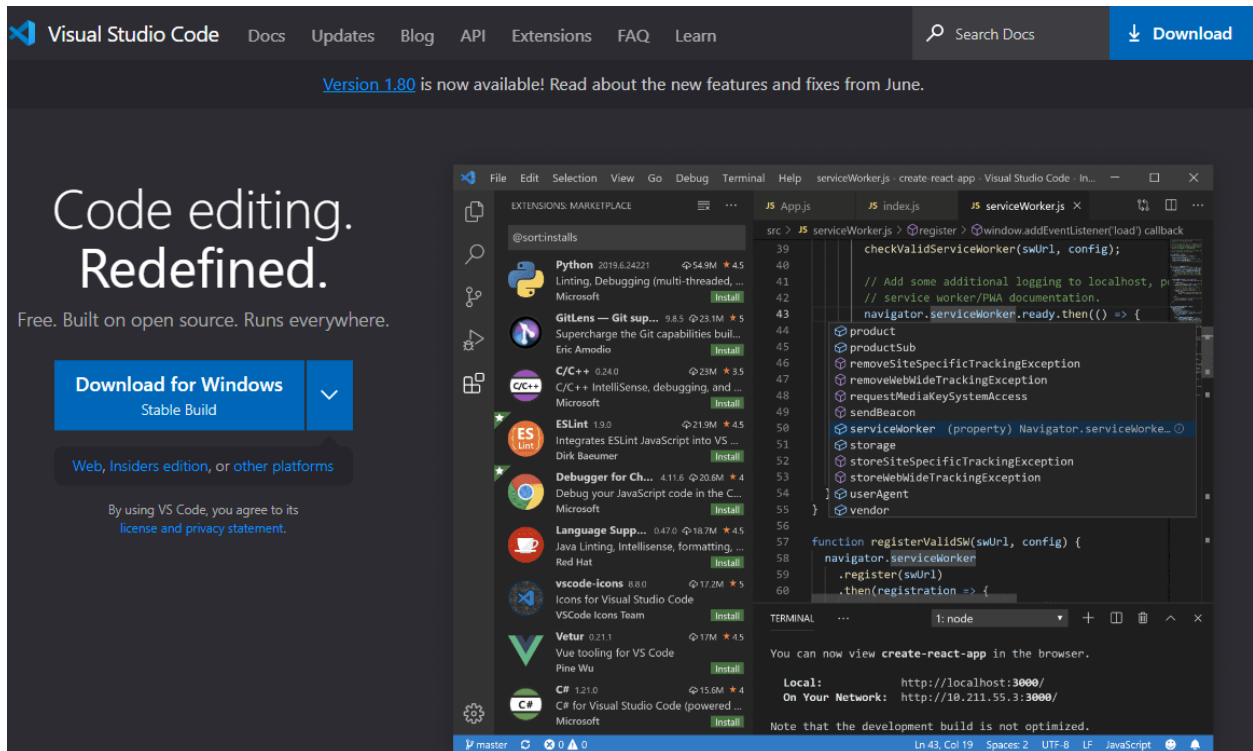 Visual Studio Code Docs Updates Blog API Extensions FAQ Learn Search Docs Download
Version 1.80 is now available! Read about the new features and fixes from June.
Code editing.
Redefined.
Free. Built on open source. Runs everywhere.
Download for Windows
Stable Build
Web, Insiders edition, or other platforms
By using VS Code, you agree to its
license and privacy statement.
File Edit Selection View Go Debug Terminal Help serviceWorker.js - create-react-app - Visual Studio Code - In...
EXTENSIONS: MARKETPLACE ···
@sort:installs
Python 2019.6.24221 54.9M ★ 4.5
Linting, Debugging (multi-threaded, ...
Microsoft Install
GitLens — Git sup... 9.8.5 23.1M ★ 5
Supercharge the Git capabilities buil...
Eric Amodio Install
C/C++ 0.24.0 23M ★ 3.5
C/C++ C/C++ IntelliSense, debugging, and ...
Microsoft Install
ESLint 1.9.0 21.9M ★ 4.5
ES Lint Integrates ESLint JavaScript into VS ...
Dirk Baeumer Install
Debugger for Ch... 4.11.6 20.6M ★ 4
Debug your JavaScript code in the C...
Microsoft Install
Language Supp... 0.47.0 18.7M ★ 4.5
Java Linting, Intellisense, formatting, ...
Red Hat Install
vscode-icons 8.8.0 17.2M ★ 5
Icons for Visual Studio Code
VSCode Icons Team Install
Vetur 0.21.1 17M ★ 4.5
Vue tooling for VS Code
Pine Wu Install
C# 1.21.0 15.6M ★ 4
C# C# for Visual Studio Code (powered ...
Microsoft Install
JS App.js JS index.js JS serviceWorker.js × ···
src > JS serviceWorker.js > register > window.addEventListener('load') callback
39 checkValidServiceWorker(swUrl, config);
40
41 // Add some additional logging to localhost, p
42 // service worker/PWA documentation.
43 navigator.serviceWorker.ready.then(() => {
44 product
45 productSub
46 removeSiteSpecificTrackingException
47 removeWebWideTrackingException
48 requestMediaKeySystemAccess
49 sendBeacon
50 serviceWorker (property) Navigator.serviceWorke...
51 storage
52 storeSiteSpecificTrackingException
53 storeWebWideTrackingException
54 } userAgent
55 } vendor
56
57 function registerValidSW(swUrl, config) {
58 navigator.serviceWorker
59 .register(swUrl)
60 .then(registration => {
TERMINAL ··· 1: node
You can now view create-react-app in the browser.
Local: http://localhost:3000/
On Your Network: http://10.211.55.3:3000/
Note that the development build is not optimized.
master 0 0 Ln 43, Col 19 Spaces: 2 UTF-8 LF JavaScript